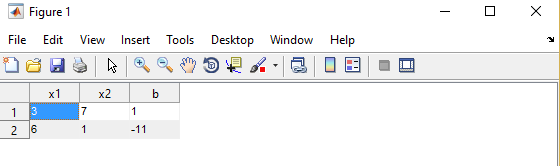 Figure 1
File Edit View Insert Tools Desktop Window Help
x1 x2 b
1 3 7 1
2 6 1 -11